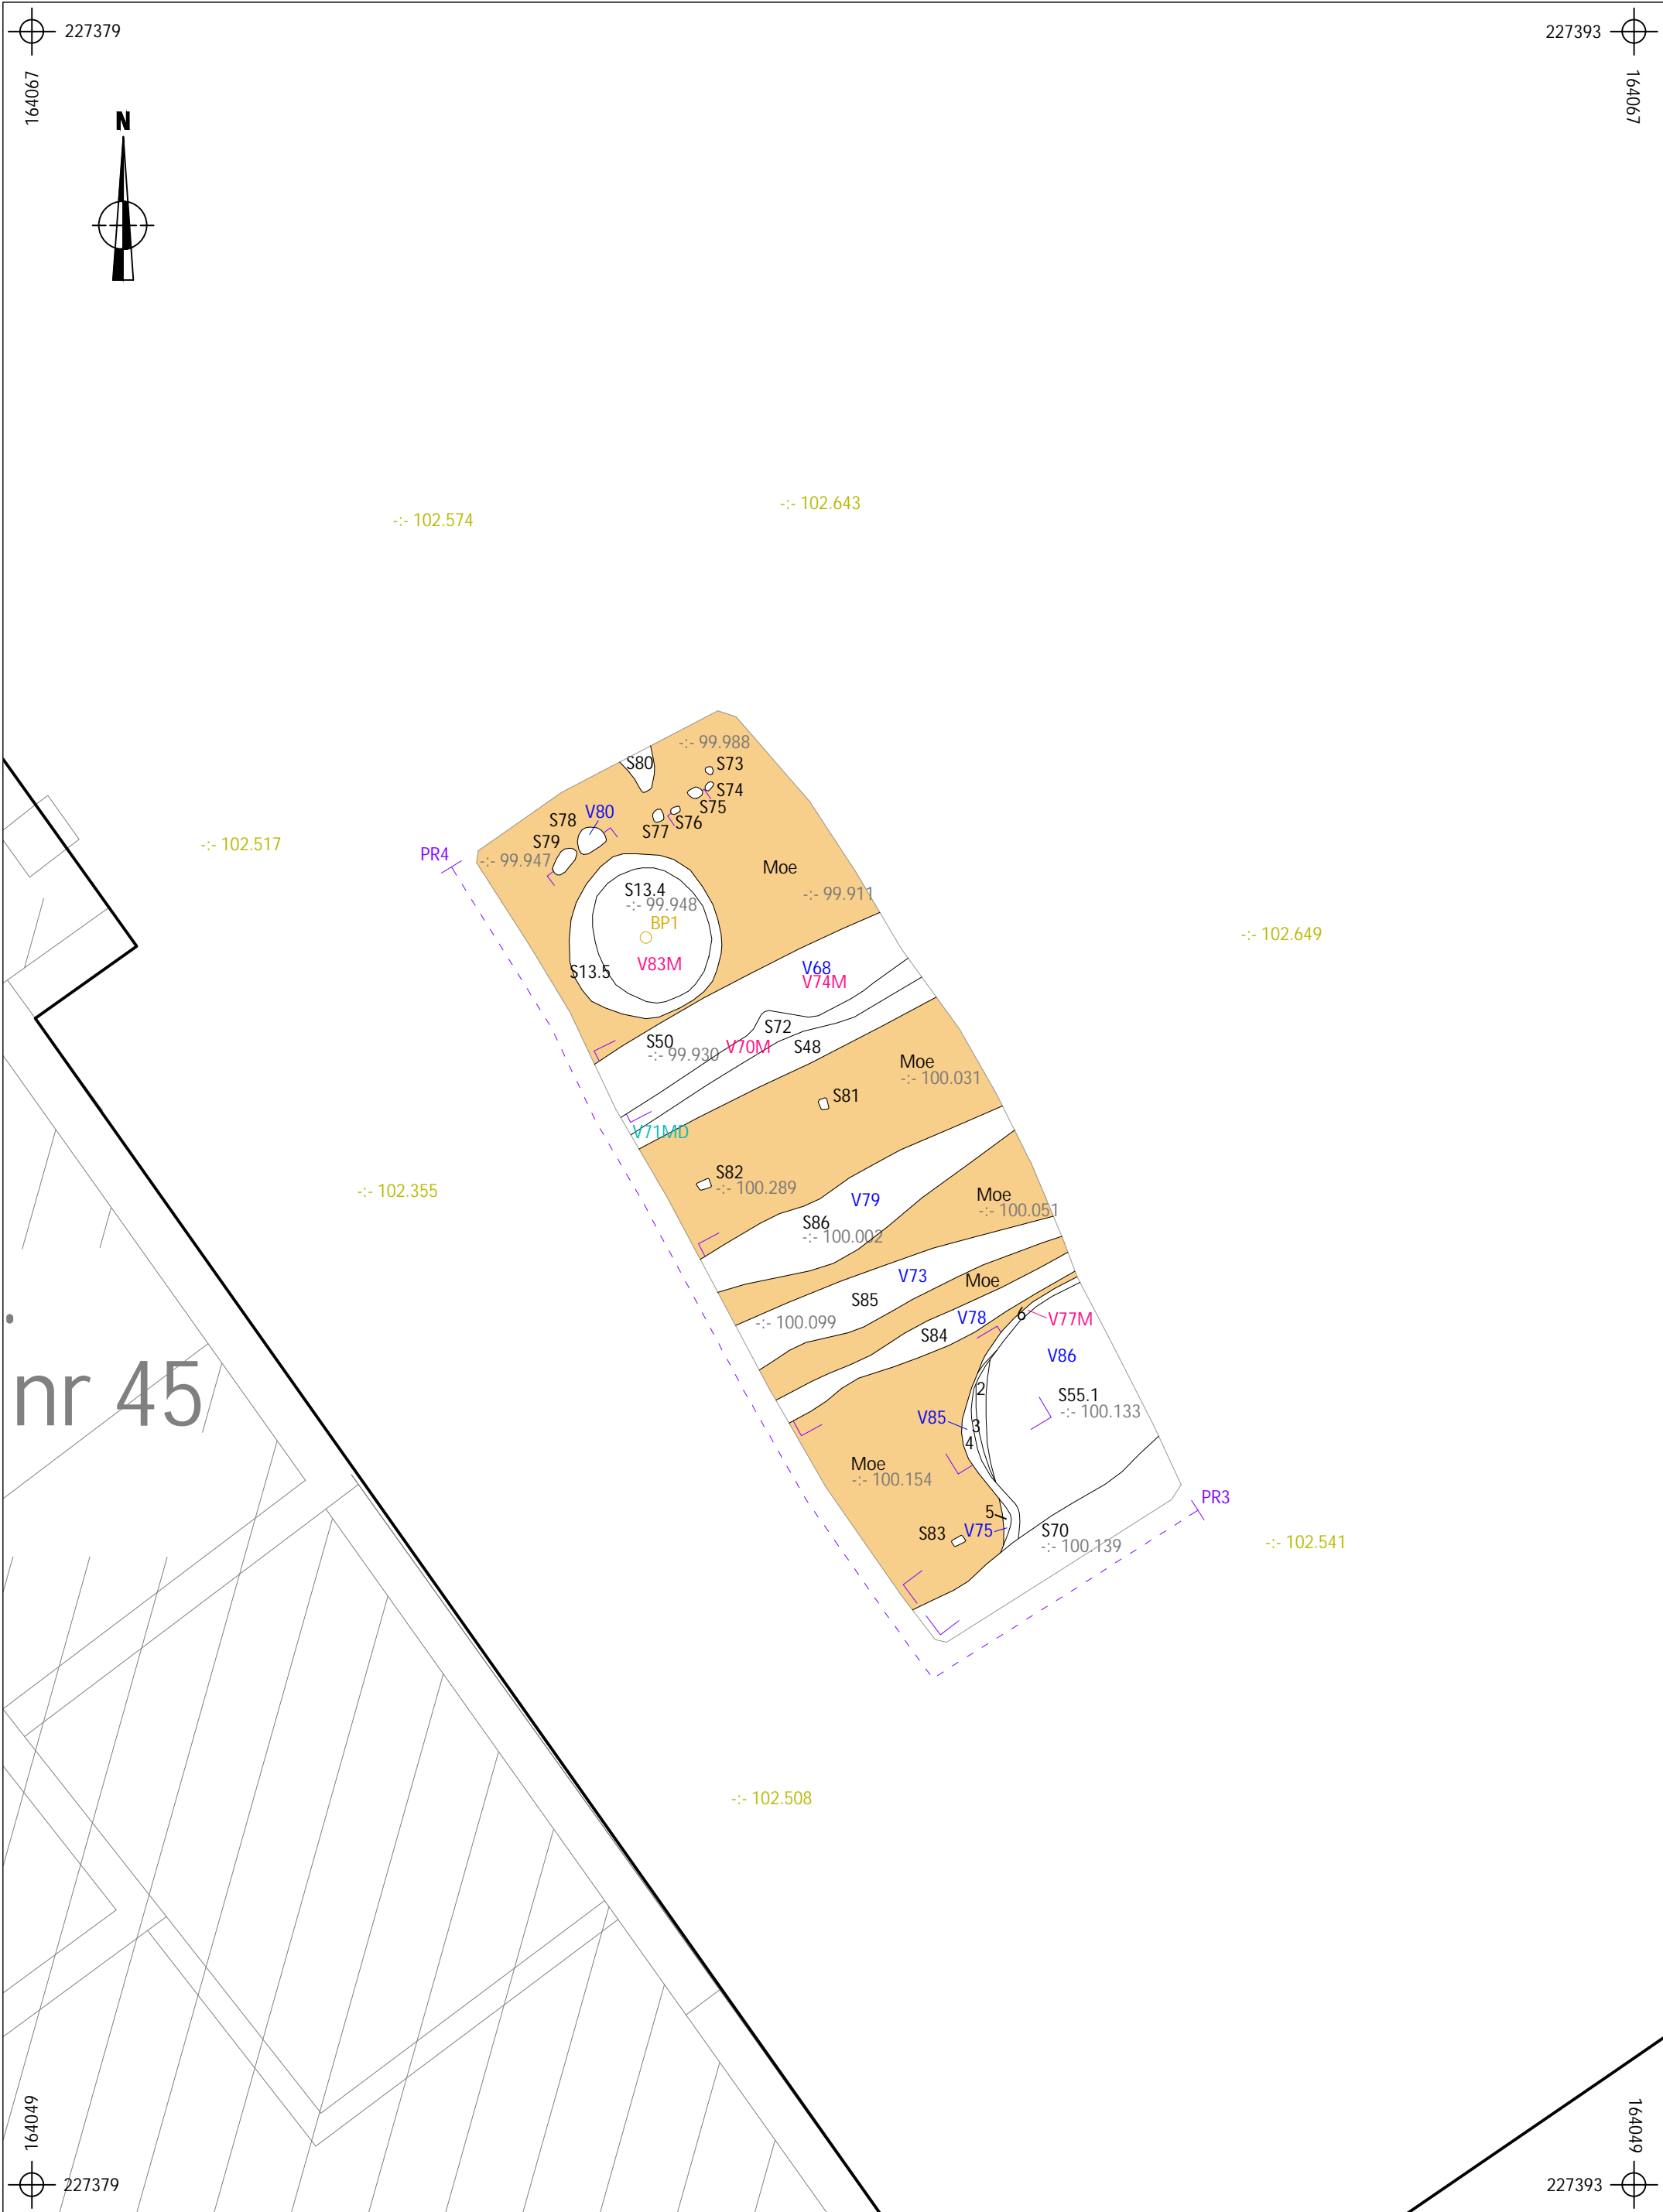 227379
227393
164067
164067
N
-:- 102.643
-:- 102.574
-:- 99.988
S80
S73
S74
S75
V80
S78
S76
S77
S79
-:- 102.517
PR4
-:- 99.947
Moe
S13.4
-:- 99.911
-:- 99.948
BP1
-:- 102.649
V83M
V68
S13.5
V74M
S72
S50
V70M
S48
-:- 99.930
Moe
-:- 100.031
S81
V71MD
S82
-:- 100.289
-:- 102.355
Moe
V79
-:- 100.051
S86
-:- 100.002
V73
Moe
S85
6
V78
V77M
-:- 100.099
S84
V86
nr 45
2
S55.1
-:- 100.133
V85
3
4
Moe
-:- 100.154
PR3
5
S83
V75
S70
-:- 100.139
-:- 102.541
-:- 102.508
164049
164049
227379
227393